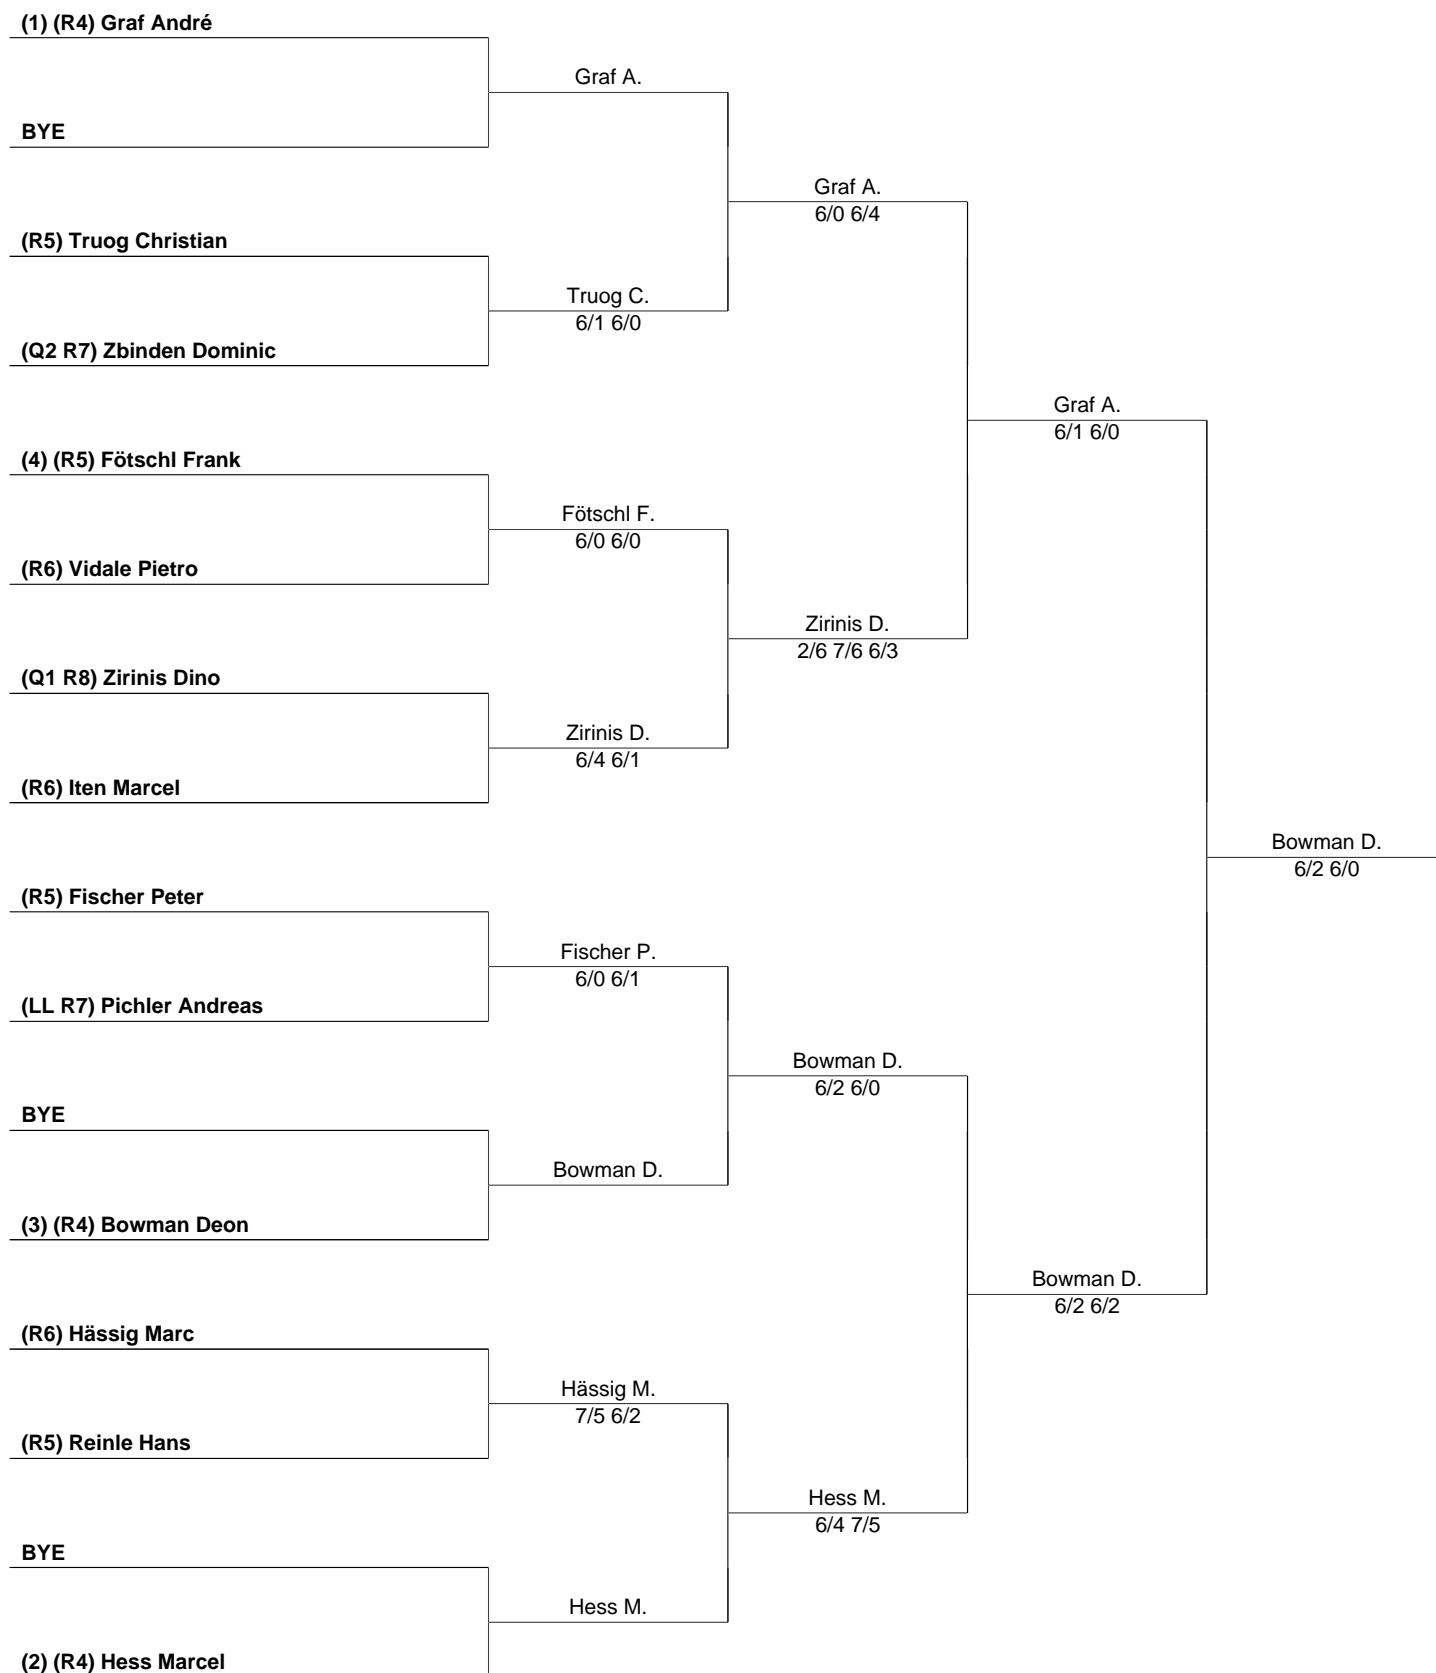 (1) (R4) Graf André
Graf A.
BYE
Graf A.
6/0 6/4
(R5) Truog Christian
Truog C.
6/1 6/0
(Q2 R7) Zbinden Dominic
Graf A.
6/1 6/0
(4) (R5) Fötschl Frank
Fötschl F.
6/0 6/0
(R6) Vidale Pietro
Zirinis D.
2/6 7/6 6/3
(Q1 R8) Zirinis Dino
Zirinis D.
6/4 6/1
(R6) Iten Marcel
Bowman D.
6/2 6/0
(R5) Fischer Peter
Fischer P.
6/0 6/1
(LL R7) Pichler Andreas
Bowman D.
6/2 6/0
BYE
Bowman D.
(3) (R4) Bowman Deon
Bowman D.
6/2 6/2
(R6) Hässig Marc
Hässig M.
7/5 6/2
(R5) Reinle Hans
Hess M.
6/4 7/5
BYE
Hess M.
(2) (R4) Hess Marcel